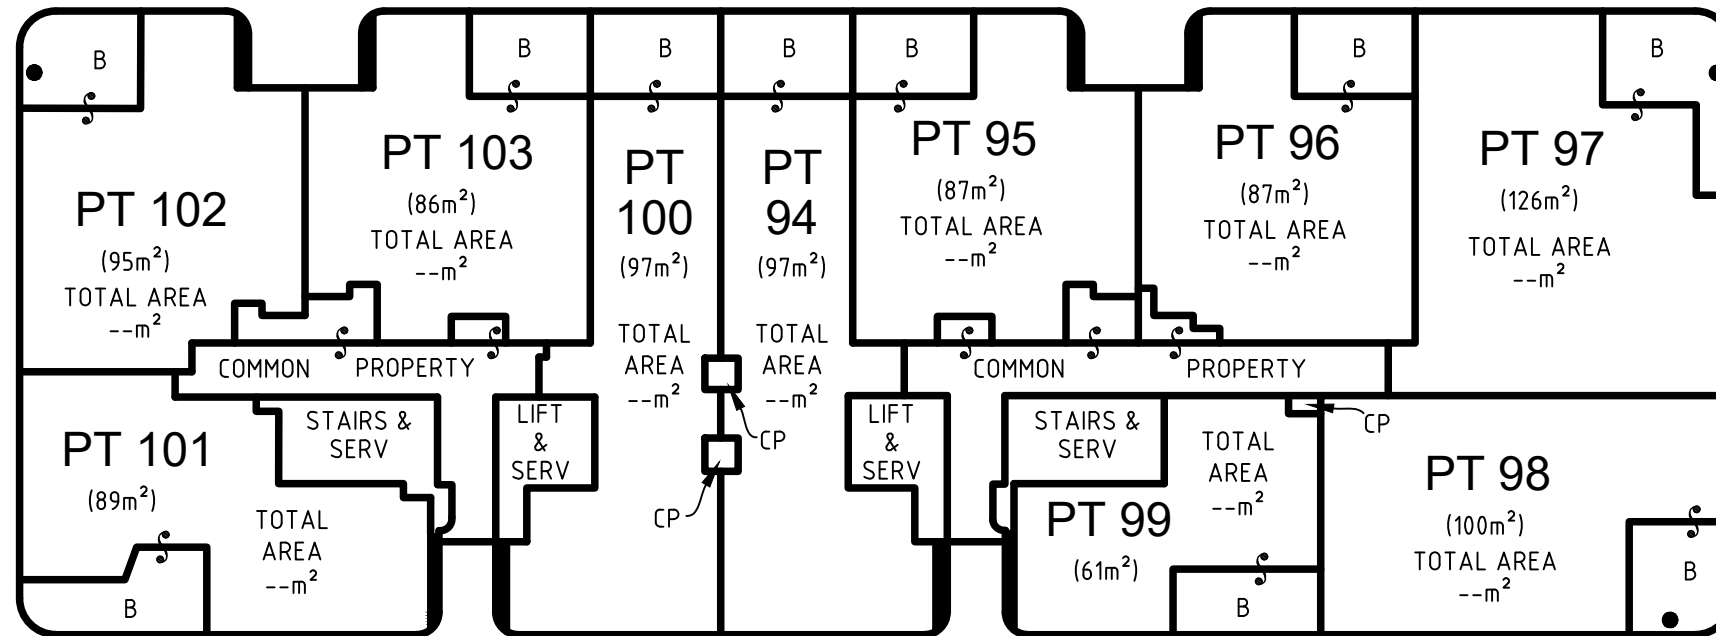 B
B
B
B
B
B
B
PT 102
(95m²)
TOTAL AREA
--m²
PT 103
(86m²)
TOTAL AREA
--m²
PT
100
(97m²)
TOTAL
AREA
--m²
PT
94
(97m²)
TOTAL
AREA
--m²
PT 95
(87m²)
TOTAL AREA
--m²
PT 96
(87m²)
TOTAL AREA
--m²
PT 97
(126m²)
TOTAL AREA
--m²
COMMON PROPERTY
COMMON PROPERTY
PT 101
(89m²)
TOTAL
AREA
--m²
B
STAIRS &
SERV
LIFT
&
SERV
CP
CP
LIFT
&
SERV
STAIRS &
SERV
PT 99
(61m²)
TOTAL
AREA
--m²
B
CP
PT 98
(100m²)
TOTAL AREA
--m²
B